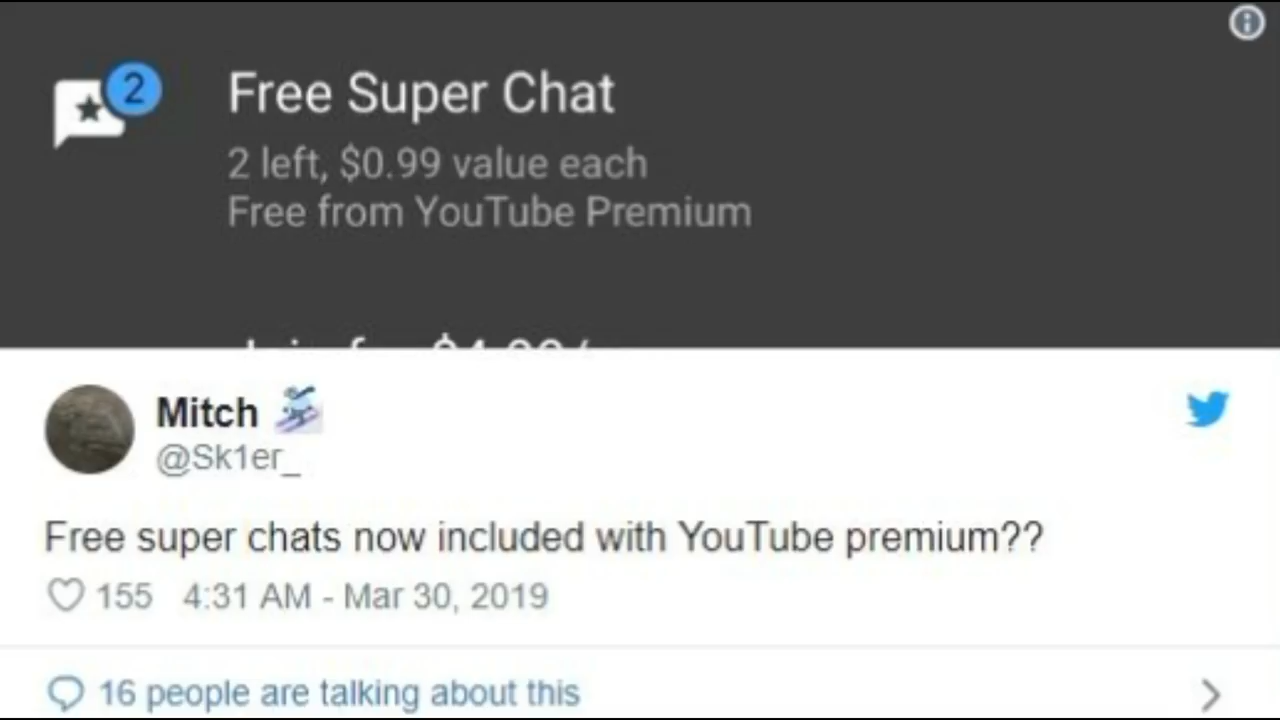 2
Free Super Chat
2 left, $0.99 value each
Free from YouTube Premium
Mitch
@Sk1er_
Free super chats now included with YouTube premium??
155 4:31 AM - Mar 30, 2019
16 people are talking about this